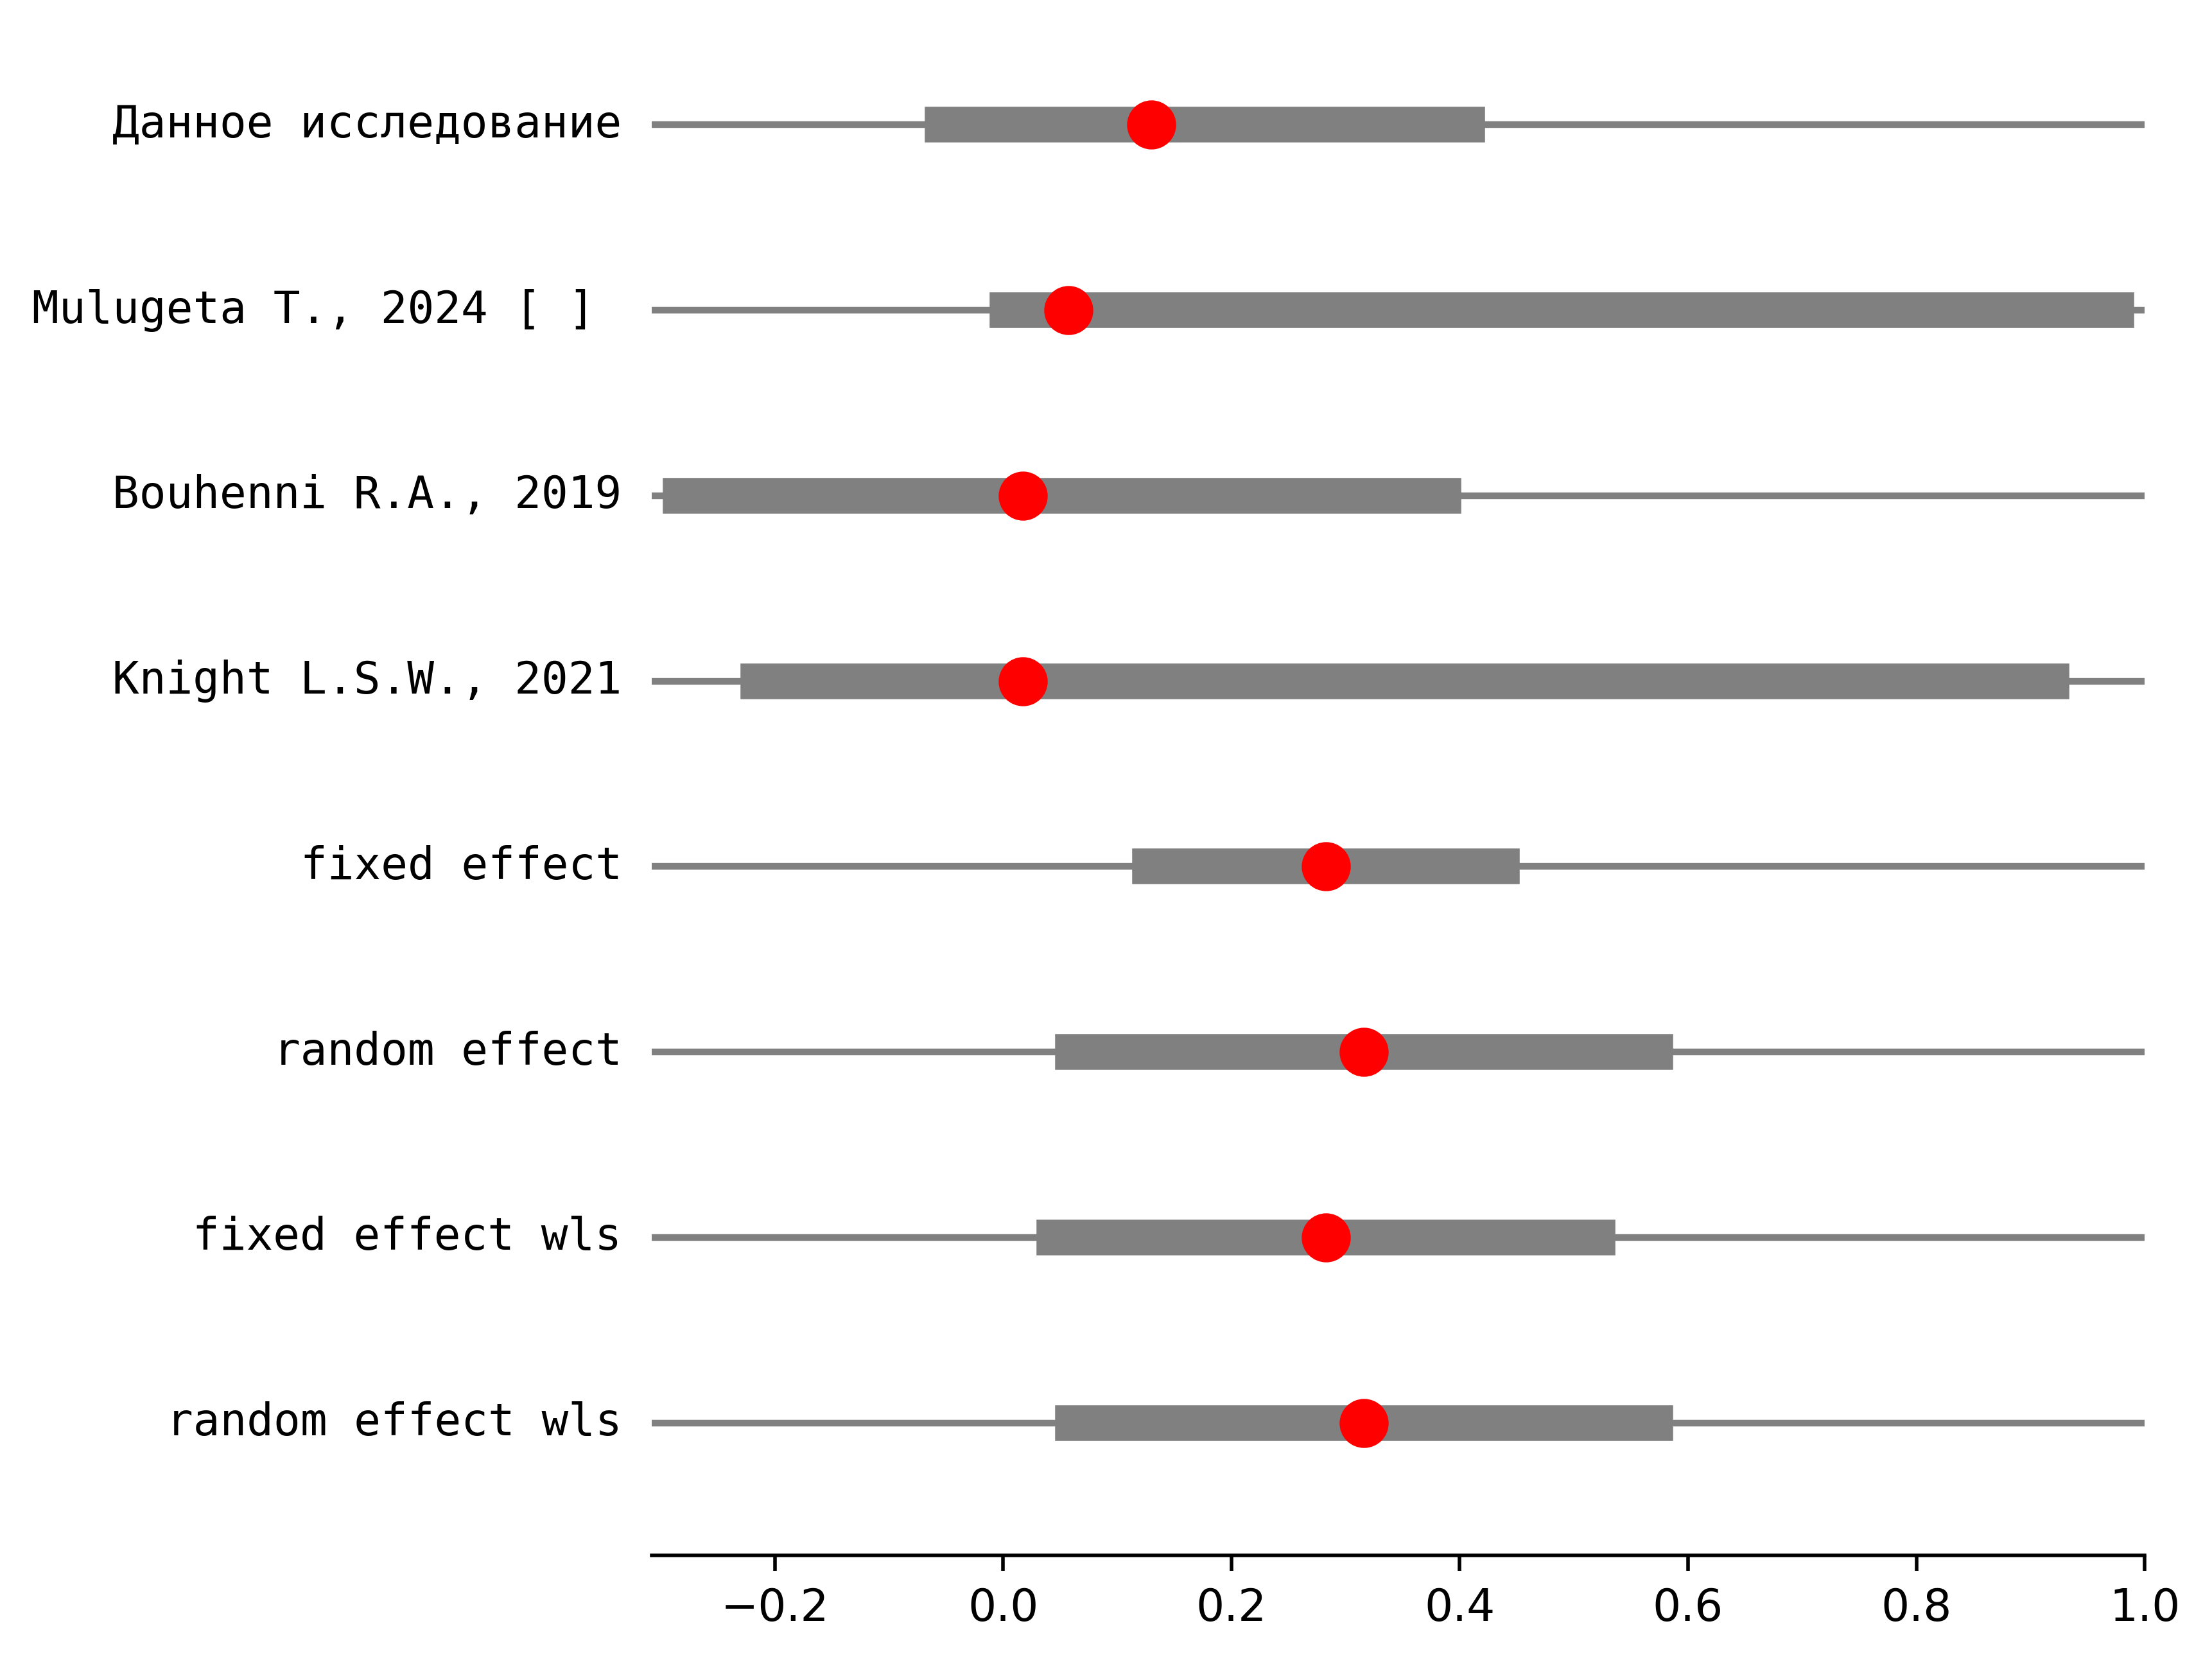 Данное исследование
Mulugeta T., 2024 [ ]
Bouhenni R.A., 2019
Knight L.S.W., 2021
fixed effect
random effect
fixed effect wls
random effect wls
−0.2 0.0 0.2 0.4 0.6 0.8 1.0